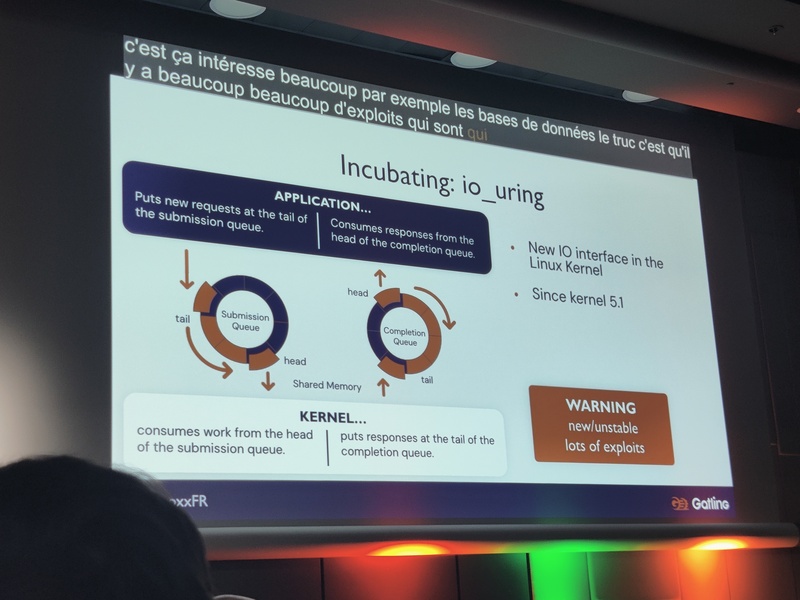 c'est ça intéresse beaucoup par exemple les bases de données le truc c'est qu'il
y a beaucoup beaucoup d'exploits qui sont qui
Incubating: io_uring
APPLICATION...
Puts new requests at the tail of
the submission queue.
Consumes responses from the
head of the completion queue.
New IO interface in the
Linux Kernel
Since kernel 5.1
tail
Submission
Queue
head
head
Completion
Queue
tail
Shared Memory
KERNEL...
consumes work from the head
of the submission queue.
puts responses at the tail of the
completion queue.
WARNING
new/unstable
lots of exploits
oxxFR
Gatling